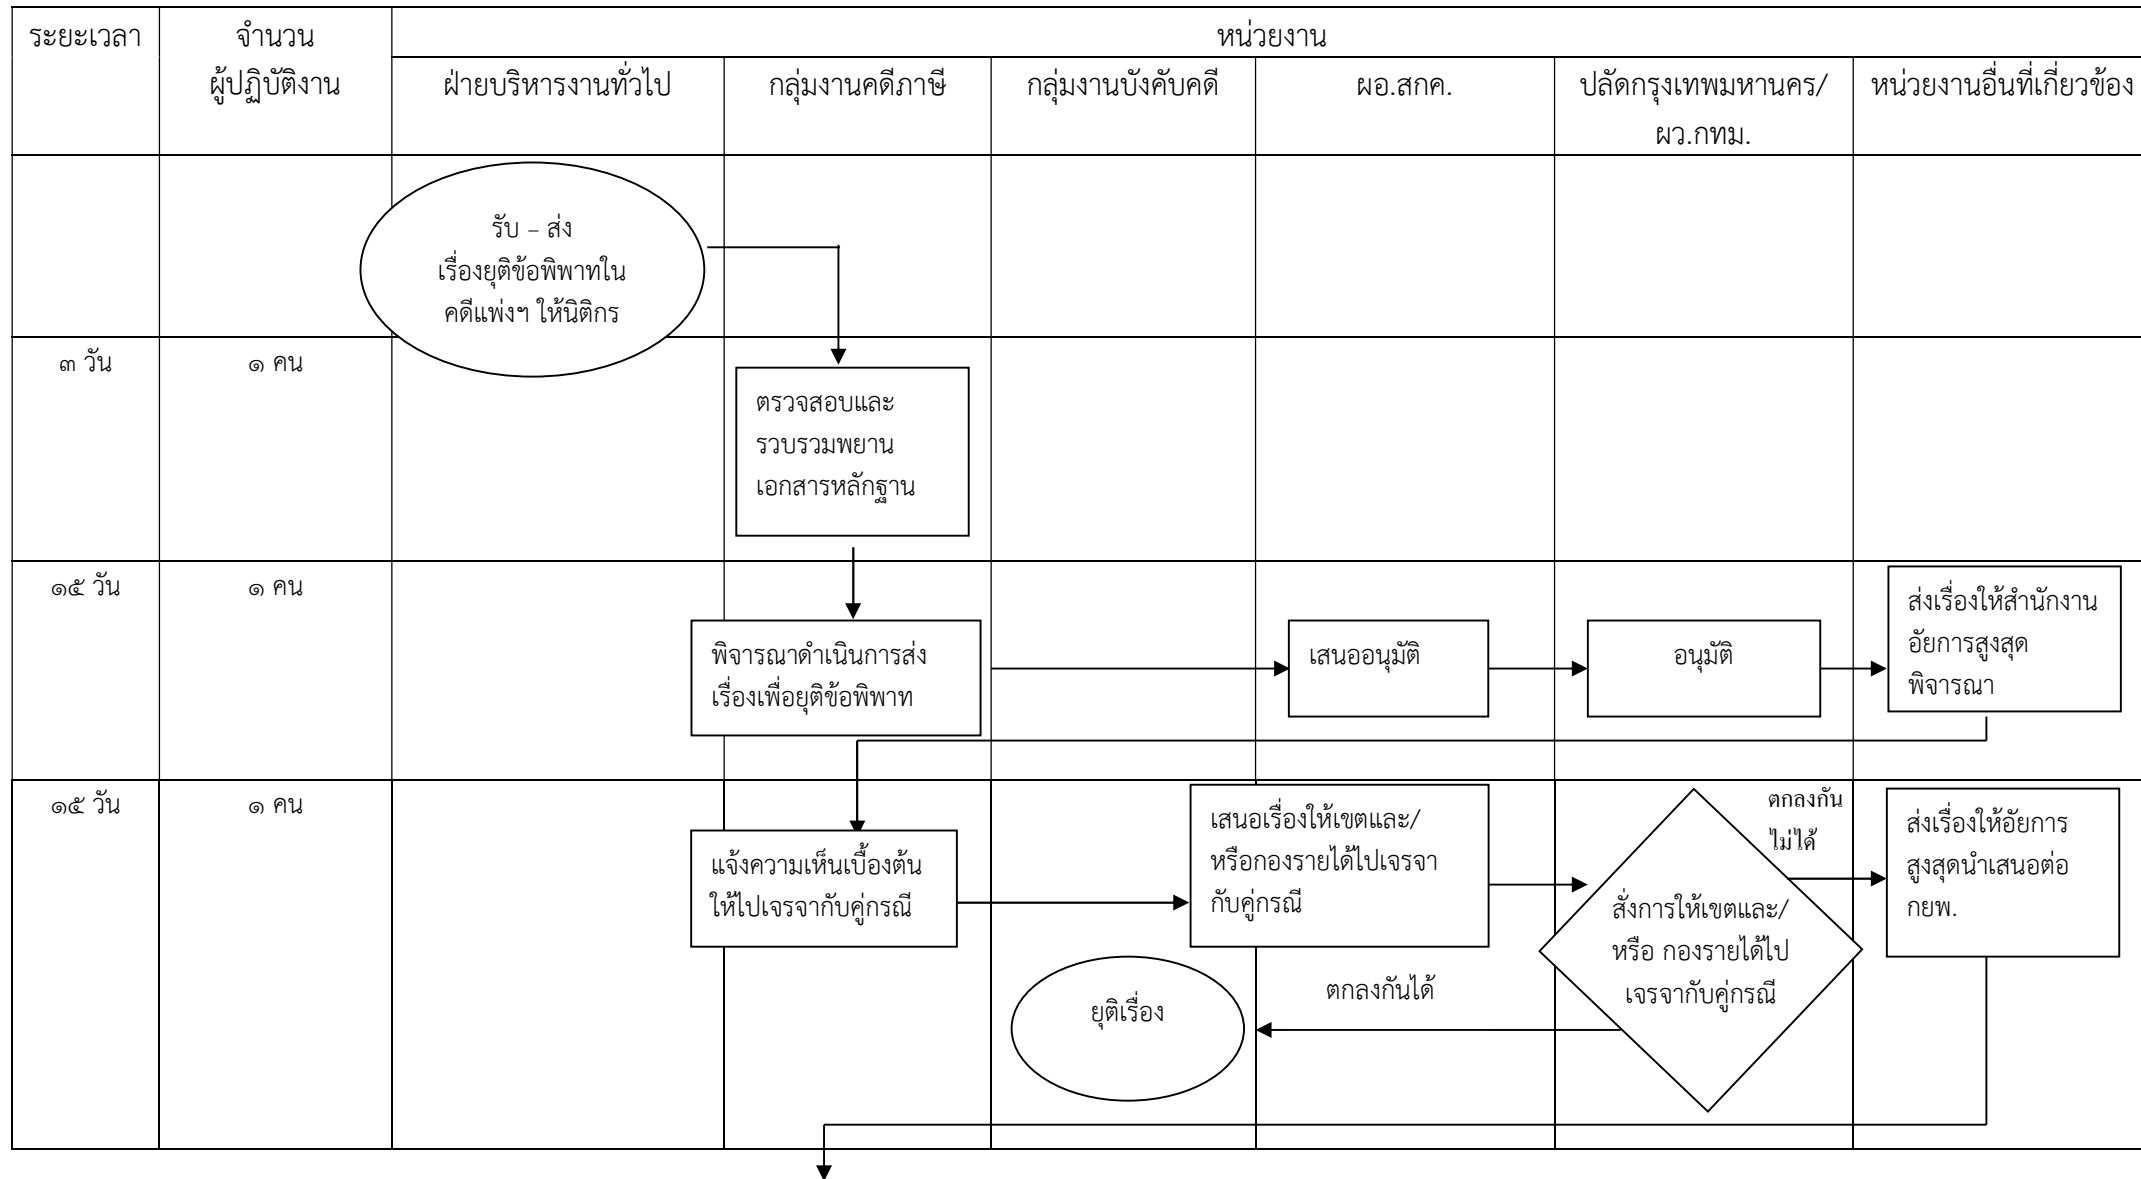 ระยะเวลา
จำนวน
ผู้ปฏิบัติงาน
หน่วยงาน
ฝ่ายบริหารงานทั่วไป
กลุ่มงานคดีภาษี
กลุ่มงานบังคับคดี
ผอ.สกค.
ปลัดกรุงเทพมหานคร/
ผว.กทม.
หน่วยงานอื่นที่เกี่ยวข้อง
รับ – ส่ง
เรื่องยุติข้อพิพาทใน
คดีแพ่งฯ ให้นิติกร
๓ วัน
๑ คน
ตรวจสอบและ
รวบรวมพยาน
เอกสารหลักฐาน
๑๕ วัน
๑ คน
พิจารณาดำเนินการส่ง
เรื่องเพื่อยุติข้อพิพาท
เสนออนุมัติ
อนุมัติ
ส่งเรื่องให้สำนักงาน
อัยการสูงสุด
พิจารณา
๑๕ วัน
๑ คน
แจ้งความเห็นเบื้องต้น
ให้ไปเจรจากับคู่กรณี
เสนอเรื่องให้เขตและ/
หรือกองรายได้ไปเจรจา
กับคู่กรณี
สั่งการให้เขตและ/
หรือ กองรายได้ไป
เจรจากับคู่กรณี
ตกลงกัน
ไม่ได้
ส่งเรื่องให้อัยการ
สูงสุดนำเสนอต่อ
กยพ.
ตกลงกันได้
ยุติเรื่อง